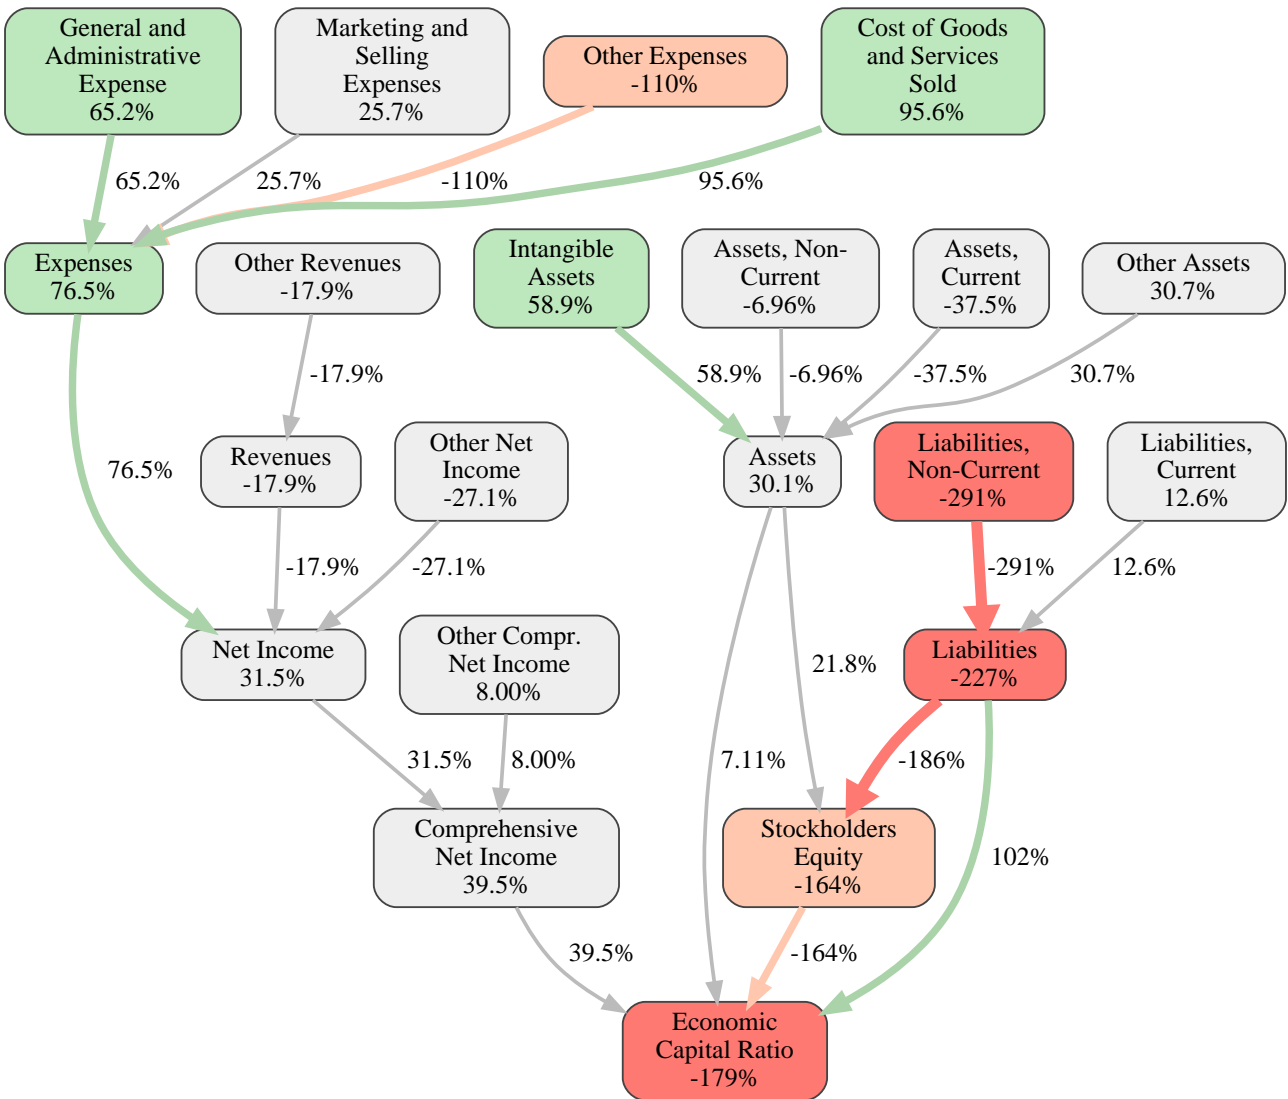 General and
Administrative
Expense
65.2%
Marketing and
Selling
Expenses
25.7%
Other Expenses
-110%
Cost of Goods
and Services
Sold
95.6%
65.2%
25.7%
-110%
95.6%
Expenses
76.5%
Other Revenues
-17.9%
Intangible
Assets
58.9%
Assets, Non-
Current
-6.96%
Assets,
Current
-37.5%
Other Assets
30.7%
-17.9%
58.9%
-6.96%
-37.5%
30.7%
76.5%
Revenues
-17.9%
Other Net
Income
-27.1%
Assets
30.1%
Liabilities,
Non-Current
-291%
Liabilities,
Current
12.6%
-17.9%
-27.1%
-291%
12.6%
Net Income
31.5%
Other Compr.
Net Income
8.00%
21.8%
Liabilities
-227%
31.5%
8.00%
7.11%
-186%
Comprehensive
Net Income
39.5%
Stockholders
Equity
-164%
102%
39.5%
-164%
Economic
Capital Ratio
-179%